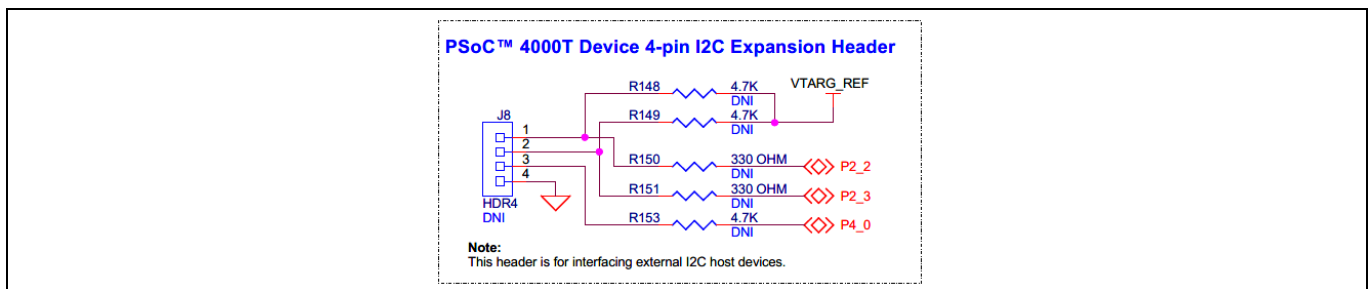 PSoC™ 4000T Device 4-pin I2C Expansion Header
R148 4.7K VTARG_REF
DNI
J8 R149 4.7K
DNI
1
2
3
4
R150 330 OHM P2_2
DNI
R151 330 OHM P2_3
DNI
HDR4
DNI
R153 4.7K P4_0
DNI
Note:
This header is for interfacing external I2C host devices.